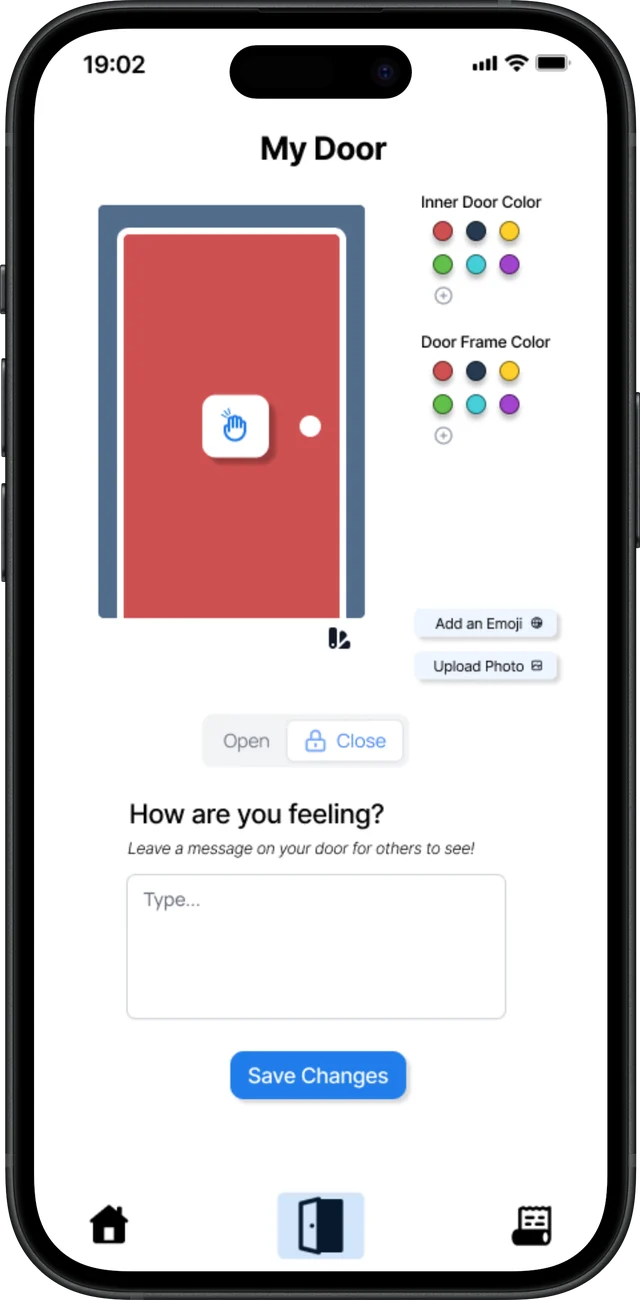 19:02
My Door
Inner Door Color
Door Frame Color
Add an Emoji
Upload Photo
Open
Close
How are you feeling?
Leave a message on your door for others to see!
Type...
Save Changes